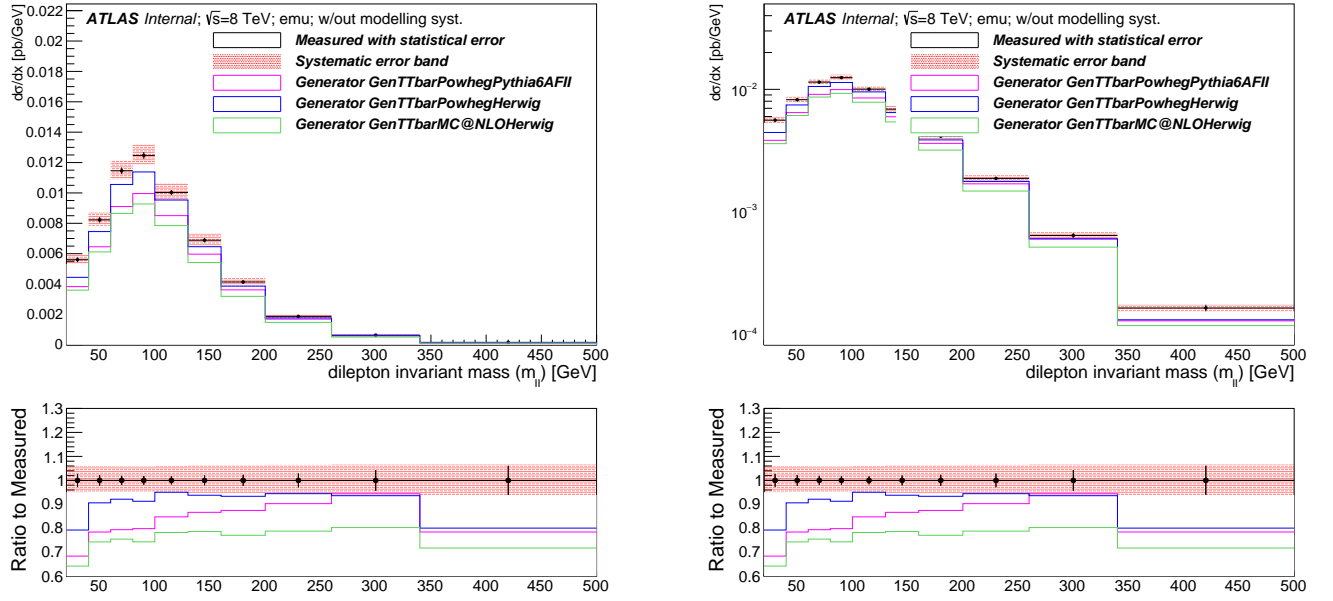 ATLAS Internal; √s=8 TeV; emu; w/out modelling syst.
Measured with statistical error
Systematic error band
Generator GenTTbarPowhegPythia6AFII
Generator GenTTbarPowhegHerwig
Generator GenTTbarMC@NLOHerwig
dσ/dx [pb/GeV]
0.022
0.02
0.018
0.016
0.014
0.012
0.01
0.008
0.006
0.004
0.002
0
50 100 150 200 250 300 350 400 450 500
dilepton invariant mass (m_ll) [GeV]
Ratio to Measured
1.3
1.2
1.1
1
0.9
0.8
0.7
0.6
50 100 150 200 250 300 350 400 450 500
ATLAS Internal; √s=8 TeV; emu; w/out modelling syst.
Measured with statistical error
Systematic error band
Generator GenTTbarPowhegPythia6AFII
Generator GenTTbarPowhegHerwig
Generator GenTTbarMC@NLOHerwig
dσ/dx [pb/GeV]
10⁻²
10⁻³
10⁻⁴
50 100 150 200 250 300 350 400 450 500
dilepton invariant mass (m_ll) [GeV]
Ratio to Measured
1.3
1.2
1.1
1
0.9
0.8
0.7
0.6
50 100 150 200 250 300 350 400 450 500